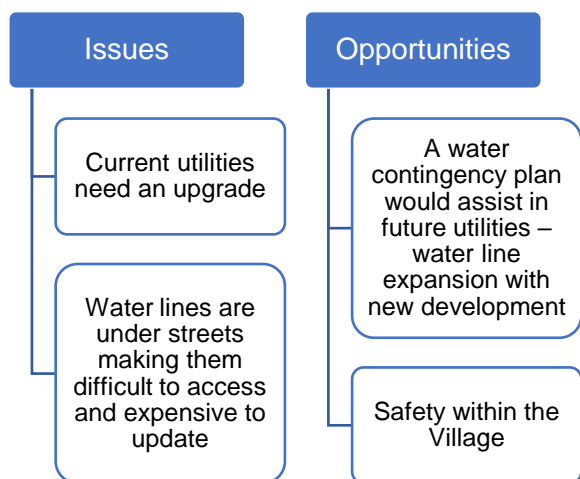 Issues
Current utilities
need an upgrade
Water lines are
under streets
making them
difficult to access
and expensive to
update
Opportunities
A water
contingency plan
would assist in
future utilities –
water line
expansion with
new development
Safety within the
Village